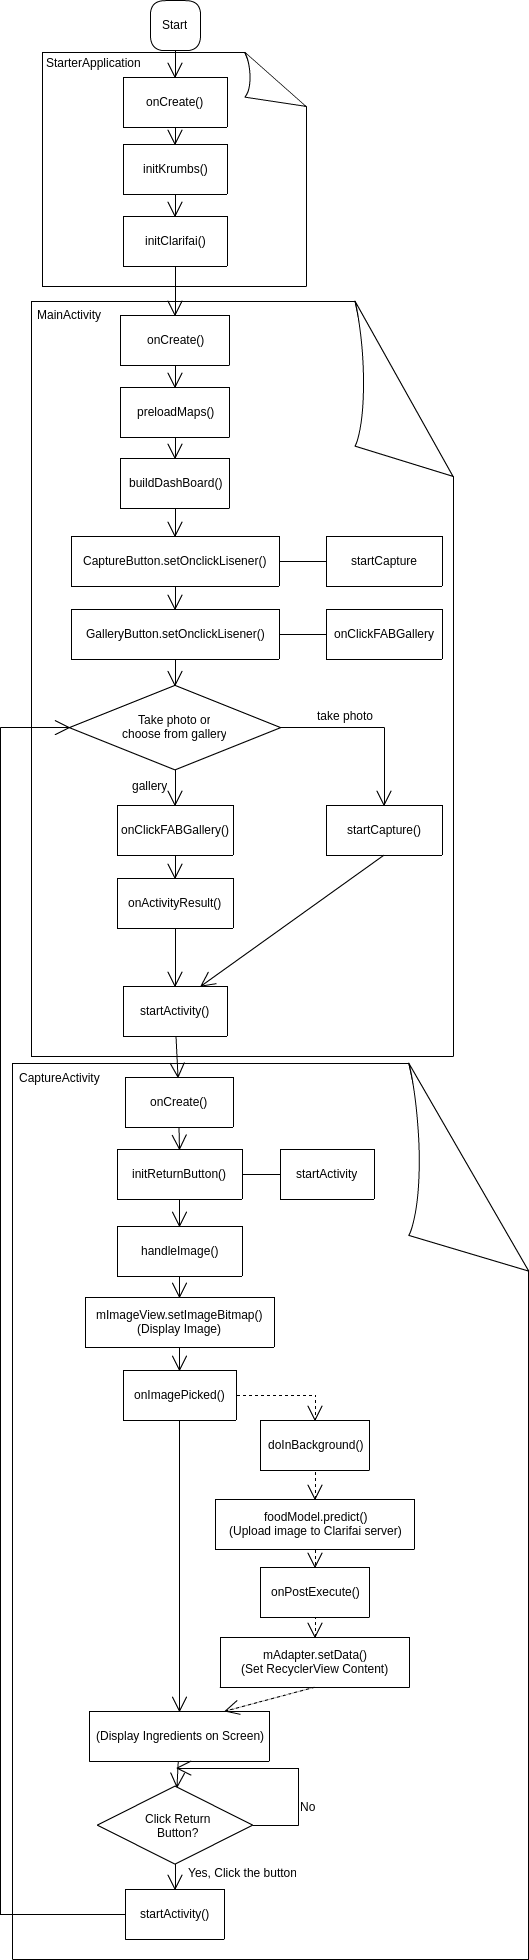 Start
StarterApplication
onCreate()
initKrumbs()
initClarifai()
MainActivity
onCreate()
preloadMaps()
buildDashBoard()
CaptureButton.setOnclickLisener()
startCapture
GalleryButton.setOnclickLisener()
onClickFABGallery
Take photo or
choose from gallery
take photo
gallery
onClickFABGallery()
startCapture()
onActivityResult()
startActivity()
CaptureActivity
onCreate()
initReturnButton()
startActivity
handleImage()
mImageView.setImageBitmap()
(Display Image)
onImagePicked()
doInBackground()
foodModel.predict()
(Upload image to Clarifai server)
onPostExecute()
mAdapter.setData()
(Set RecyclerView Content)
(Display Ingredients on Screen)
Click Return
Button?
No
Yes, Click the button
startActivity()